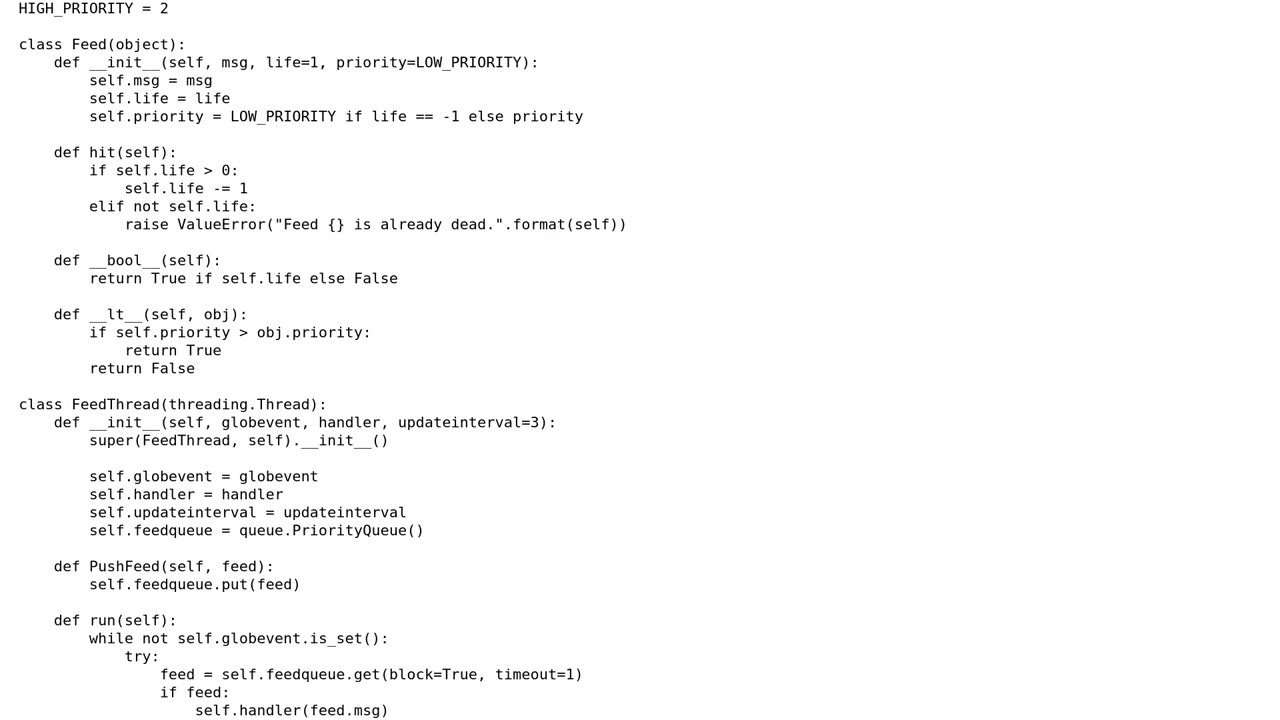 HIGH_PRIORITY = 2

class Feed(object):
    def __init__(self, msg, life=1, priority=LOW_PRIORITY):
        self.msg = msg
        self.life = life
        self.priority = LOW_PRIORITY if life == -1 else priority

    def hit(self):
        if self.life > 0:
            self.life -= 1
        elif not self.life:
            raise ValueError("Feed {} is already dead.".format(self))

    def __bool__(self):
        return True if self.life else False

    def __lt__(self, obj):
        if self.priority > obj.priority:
            return True
        return False

class FeedThread(threading.Thread):
    def __init__(self, globevent, handler, updateinterval=3):
        super(FeedThread, self).__init__()

        self.globevent = globevent
        self.handler = handler
        self.updateinterval = updateinterval
        self.feedqueue = queue.PriorityQueue()

    def PushFeed(self, feed):
        self.feedqueue.put(feed)

    def run(self):
        while not self.globevent.is_set():
            try:
                feed = self.feedqueue.get(block=True, timeout=1)
                if feed:
                    self.handler(feed.msg)